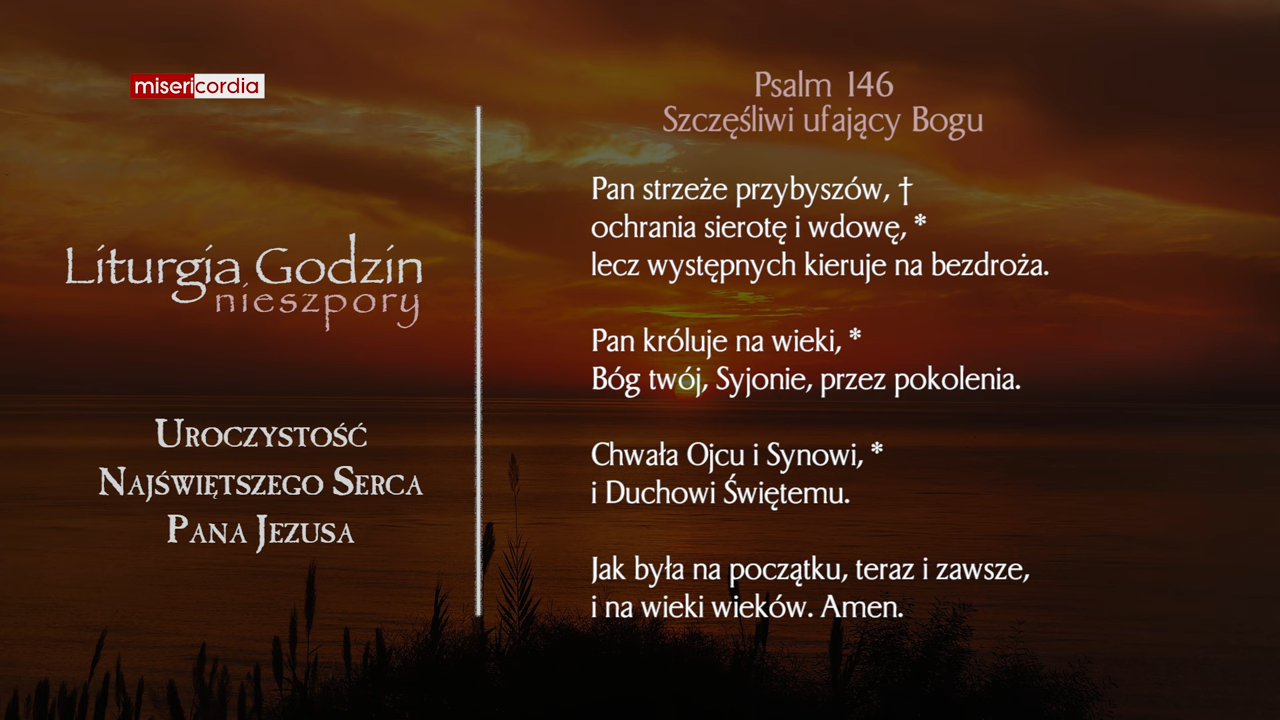 misericordia
Liturgia Godzin
nieszpory
Uroczystość
Najświętszego Serca
Pana Jezusa
Psalm 146
Szczęśliwi ufający Bogu
Pan strzeże przybyszów, †
ochrania sierotę i wdowę, *
lecz występnych kieruje na bezdroża.
Pan króluje na wieki, *
Bóg twój, Syjonie, przez pokolenia.
Chwała Ojcu i Synowi, *
i Duchowi Świętemu.
Jak była na początku, teraz i zawsze,
i na wieki wieków. Amen.